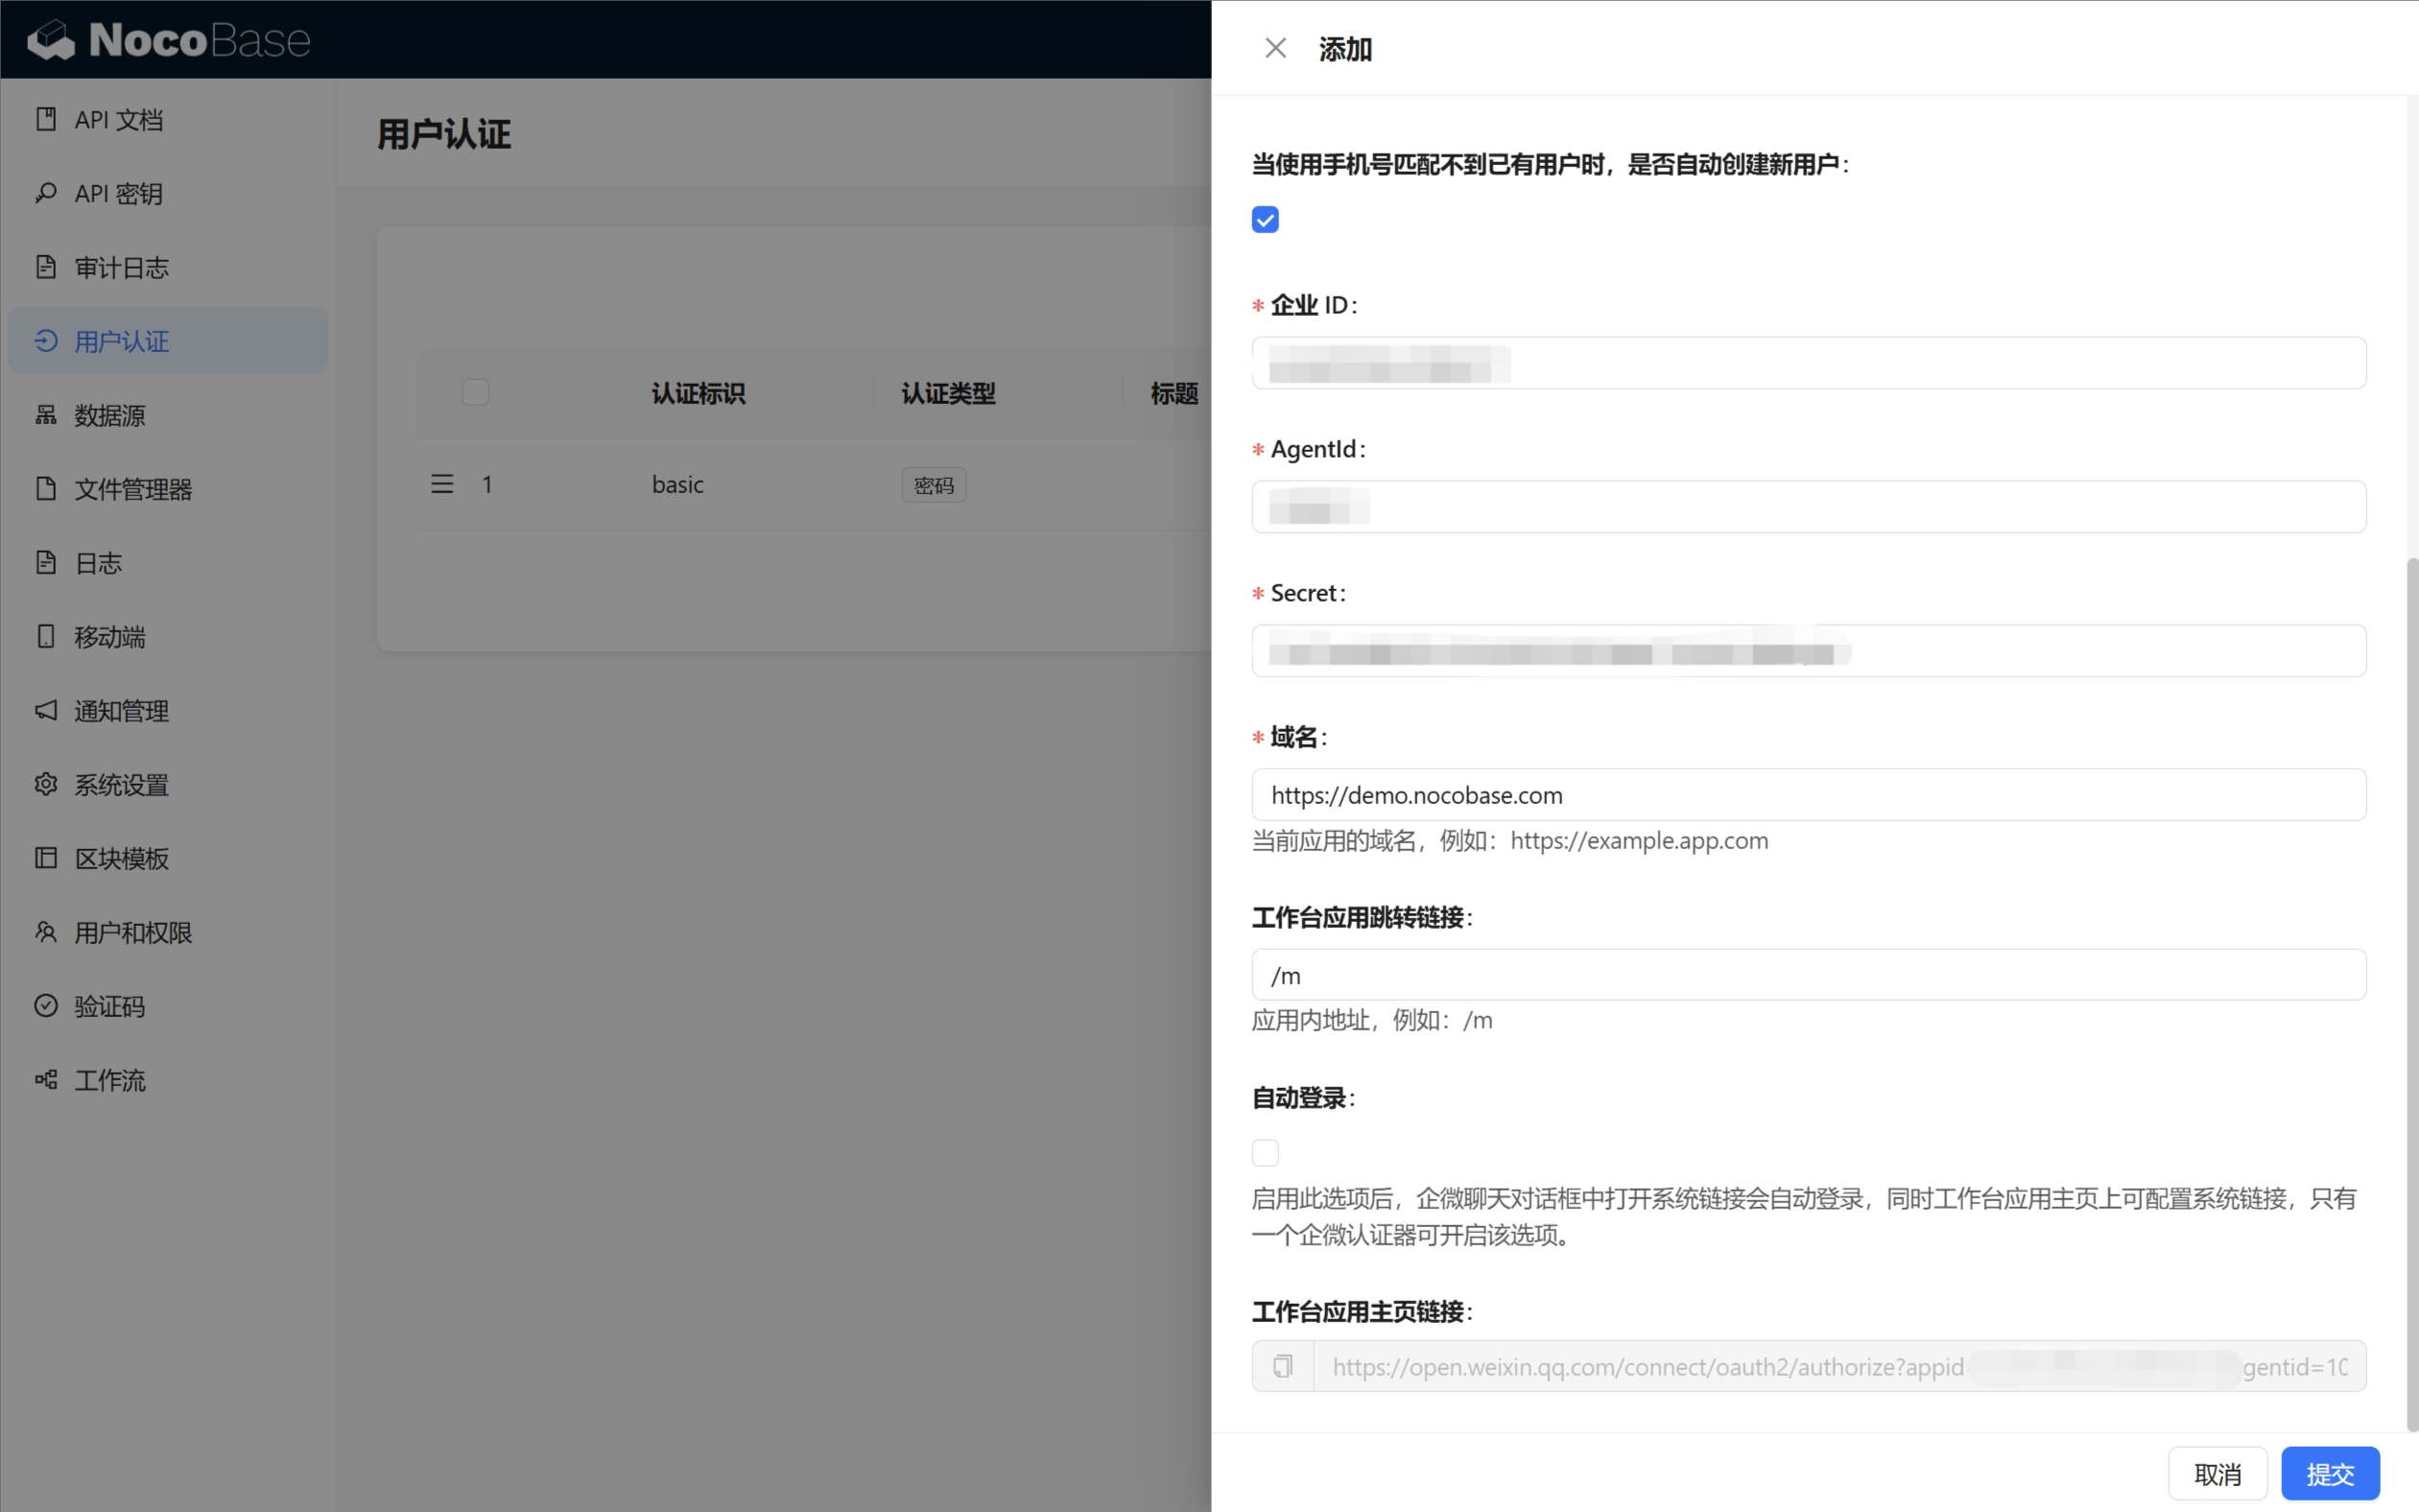 NocoBase
API 文档
API 密钥
审计日志
用户认证
数据源
文件管理器
日志
移动端
通知管理
系统设置
区块模板
用户和权限
验证码
工作流
用户认证
认证标识 认证类型 标题
1 basic 密码
添加
当使用手机号匹配不到已有用户时，是否自动创建新用户：
* 企业 ID：
* AgentId：
* Secret：
* 域名：
https://demo.nocobase.com
当前应用的域名，例如：https://example.app.com
工作台应用跳转链接：
/m
应用内地址，例如：/m
自动登录：
启用此选项后，企微聊天对话框中打开系统链接会自动登录，同时工作台应用主页上可配置系统链接，只有
一个企微认证器可开启该选项。
工作台应用主页链接：
https://open.weixin.qq.com/connect/oauth2/authorize?appid gentid=10
取消 提交